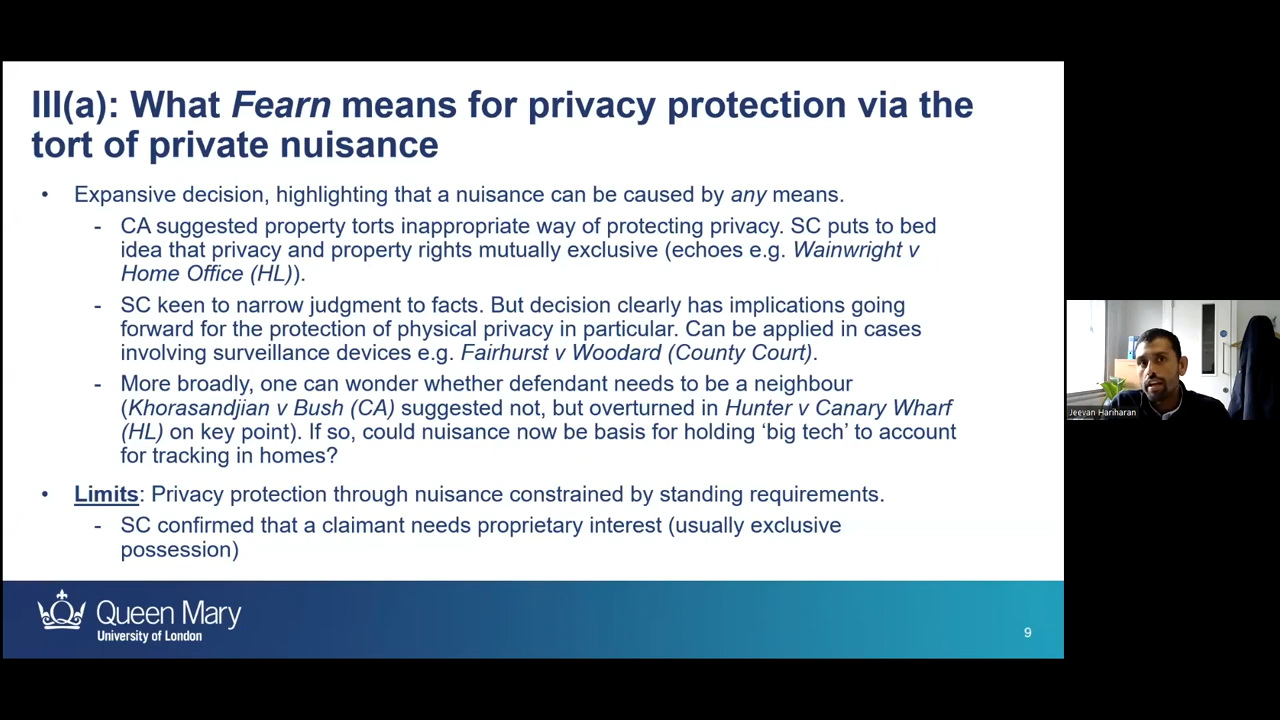 III(a): What Fearn means for privacy protection via the
tort of private nuisance
• Expansive decision, highlighting that a nuisance can be caused by any means.
- CA suggested property torts inappropriate way of protecting privacy. SC puts to bed
idea that privacy and property rights mutually exclusive (echoes e.g. Wainwright v
Home Office (HL)).
- SC keen to narrow judgment to facts. But decision clearly has implications going
forward for the protection of physical privacy in particular. Can be applied in cases
involving surveillance devices e.g. Fairhurst v Woodard (County Court).
- More broadly, one can wonder whether defendant needs to be a neighbour
(Khorasandjian v Bush (CA) suggested not, but overturned in Hunter v Canary Wharf
(HL) on key point). If so, could nuisance now be basis for holding ‘big tech’ to account
for tracking in homes?
• Limits: Privacy protection through nuisance constrained by standing requirements.
- SC confirmed that a claimant needs proprietary interest (usually exclusive
possession)
Queen Mary
University of London
9
Jeevan Hariharan